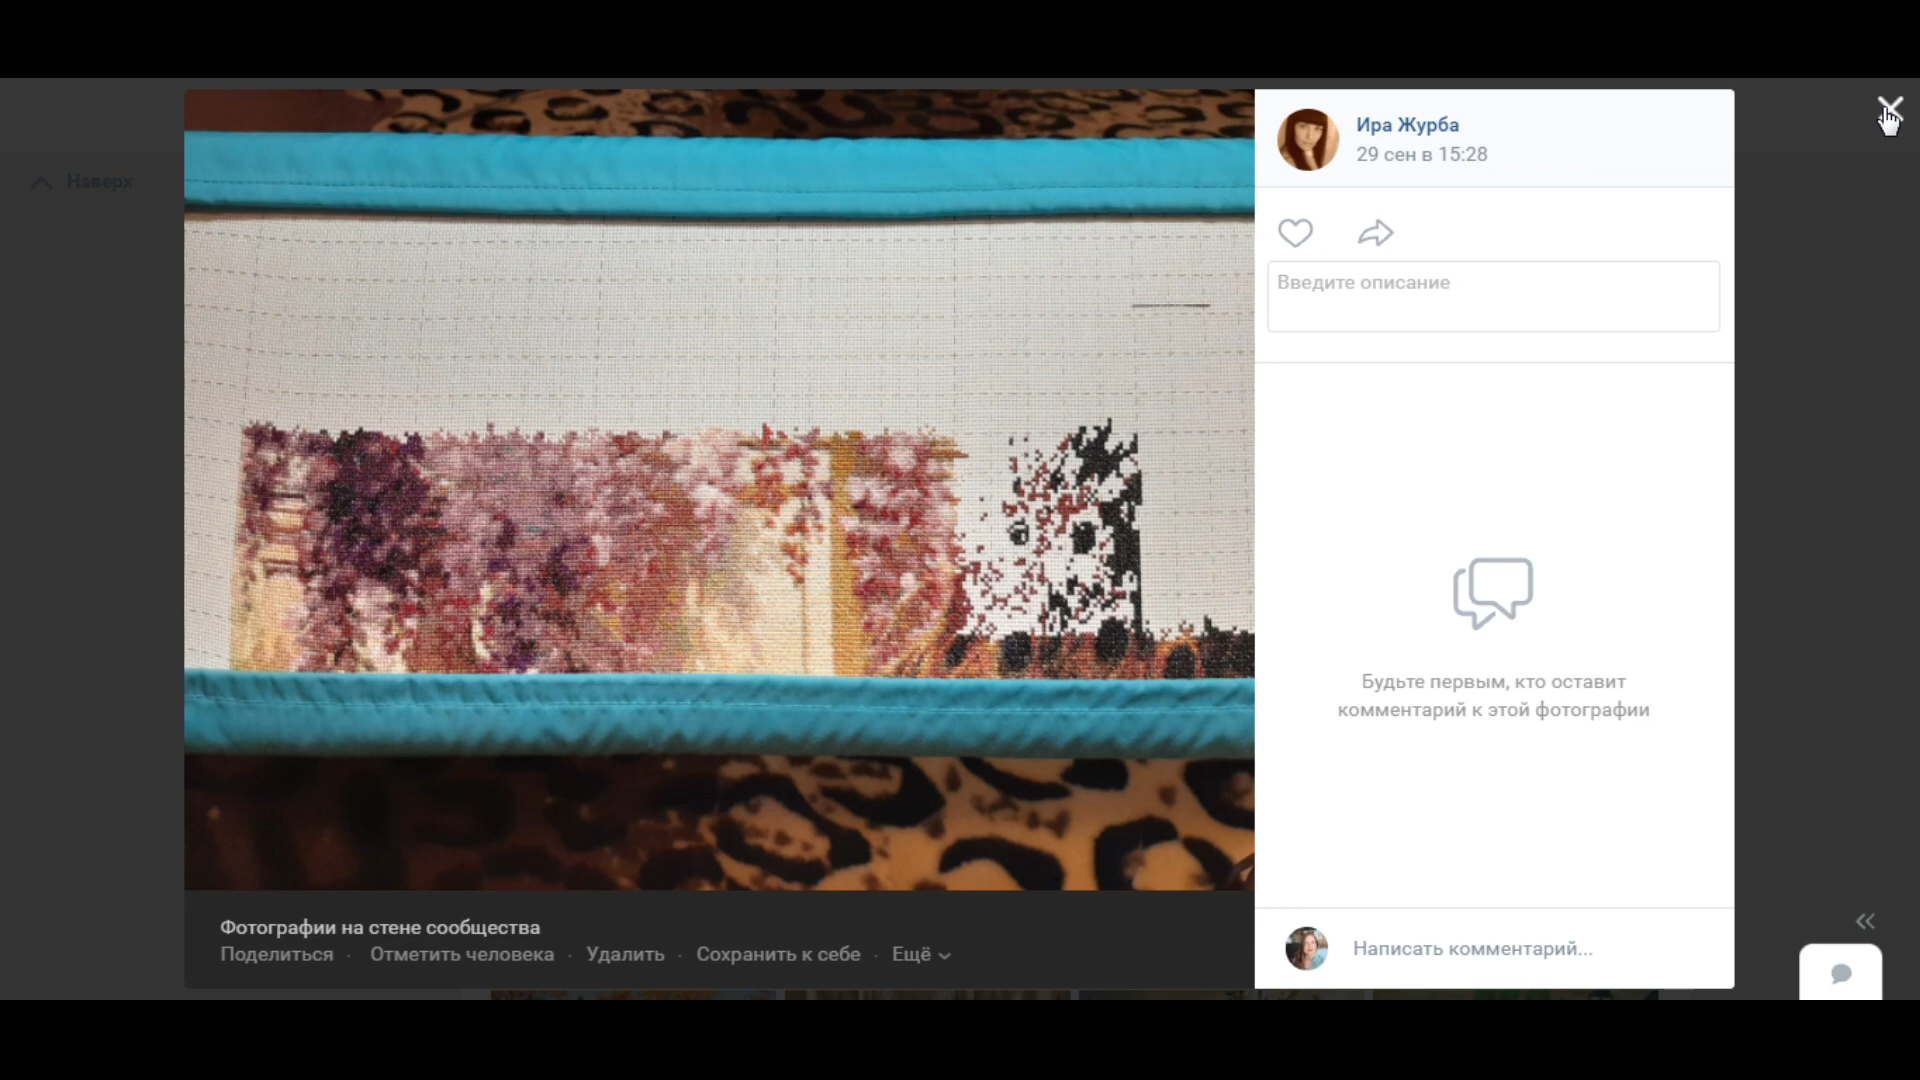 Наверх
Ира Журба
29 сен в 15:28
Введите описание
Будьте первым, кто оставит
комментарий к этой фотографии
Фотографии на стене сообщества
Поделиться · Отметить человека · Удалить · Сохранить к себе · Ещё
Написать комментарий...